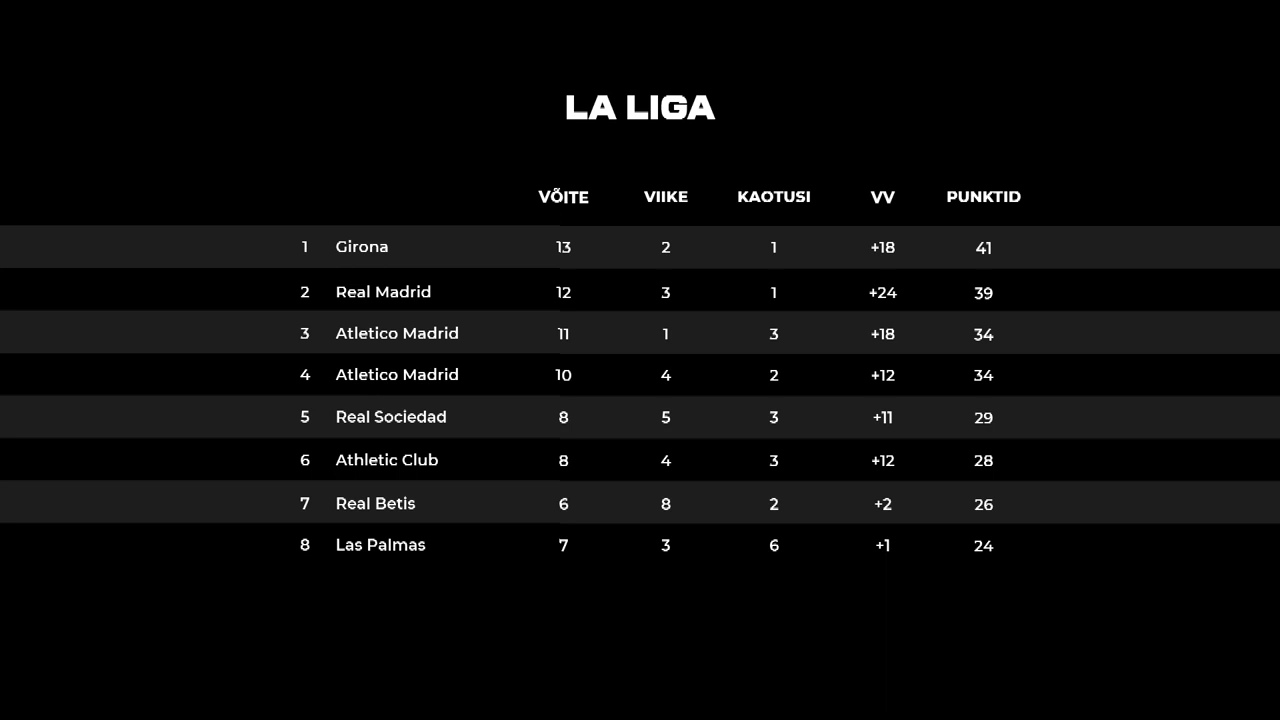 LA LIGA
VÕITE VIIKE KAOTUSI VV PUNKTID
1 Girona 13 2 1 +18 41
2 Real Madrid 12 3 1 +24 39
3 Atletico Madrid 11 1 3 +18 34
4 Atletico Madrid 10 4 2 +12 34
5 Real Sociedad 8 5 3 +11 29
6 Athletic Club 8 4 3 +12 28
7 Real Betis 6 8 2 +2 26
8 Las Palmas 7 3 6 +1 24